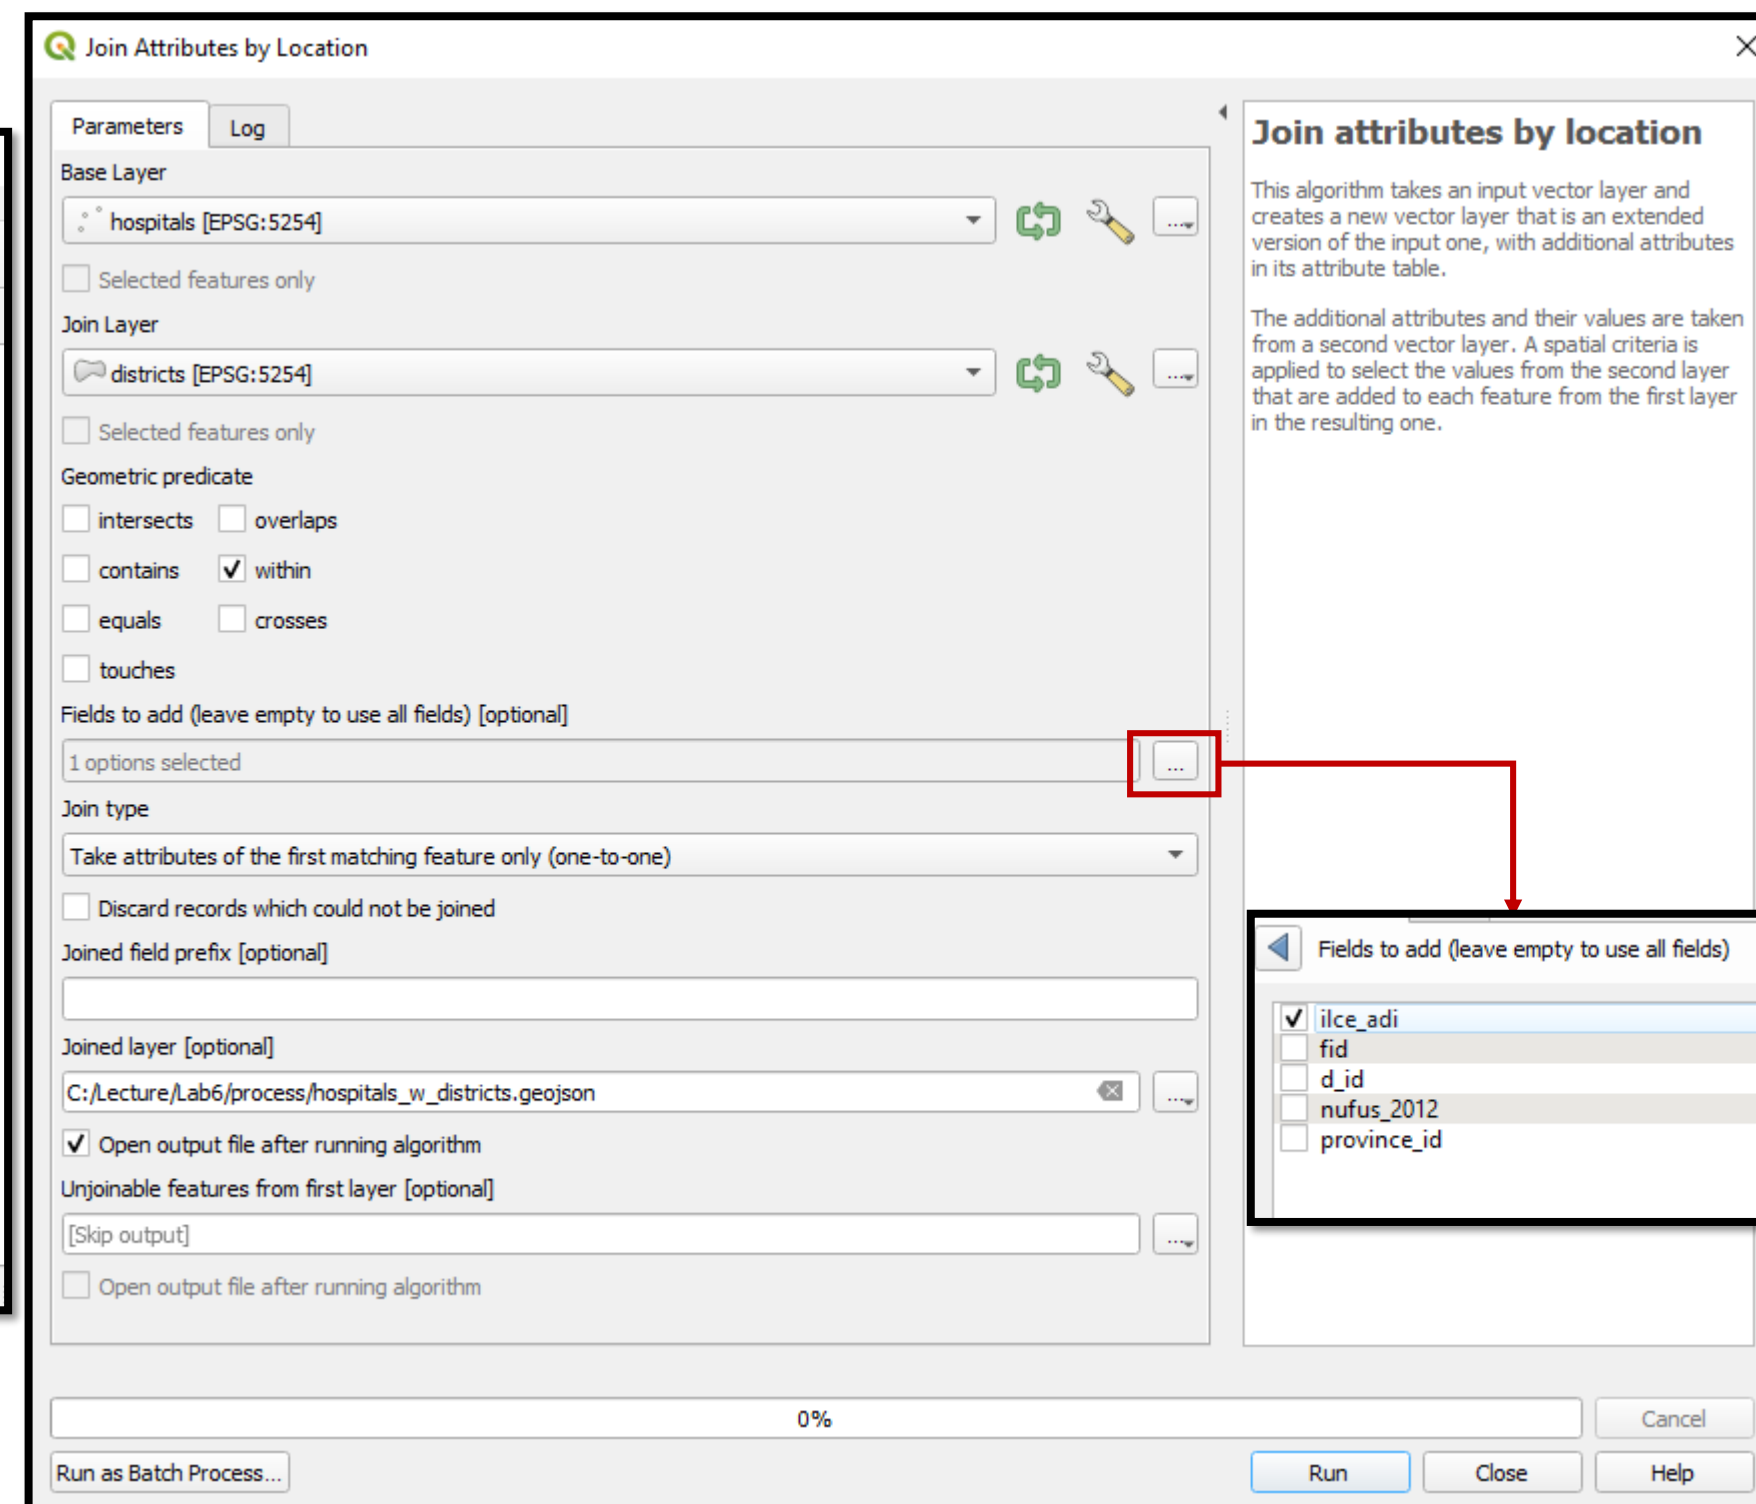 Join Attributes by Location
Parameters
Log
Base Layer
hospitals [EPSG:5254]
...
Selected features only
Join Layer
districts [EPSG:5254]
...
Selected features only
Geometric predicate
intersects
overlaps
contains
within
equals
crosses
touches
Fields to add (leave empty to use all fields) [optional]
1 options selected
...
Join type
Take attributes of the first matching feature only (one-to-one)
Discard records which could not be joined
Joined field prefix [optional]
Joined layer [optional]
C:/Lecture/Lab6/process/hospitals_w_districts.geojson
...
Open output file after running algorithm
Unjoinable features from first layer [optional]
[Skip output]
...
Open output file after running algorithm
Join attributes by location
This algorithm takes an input vector layer and
creates a new vector layer that is an extended
version of the input one, with additional attributes
in its attribute table.
The additional attributes and their values are taken
from a second vector layer. A spatial criteria is
applied to select the values from the second layer
that are added to each feature from the first layer
in the resulting one.
Fields to add (leave empty to use all fields)
ilce_adi
fid
d_id
nufus_2012
province_id
0%
Cancel
Run as Batch Process...
Run
Close
Help